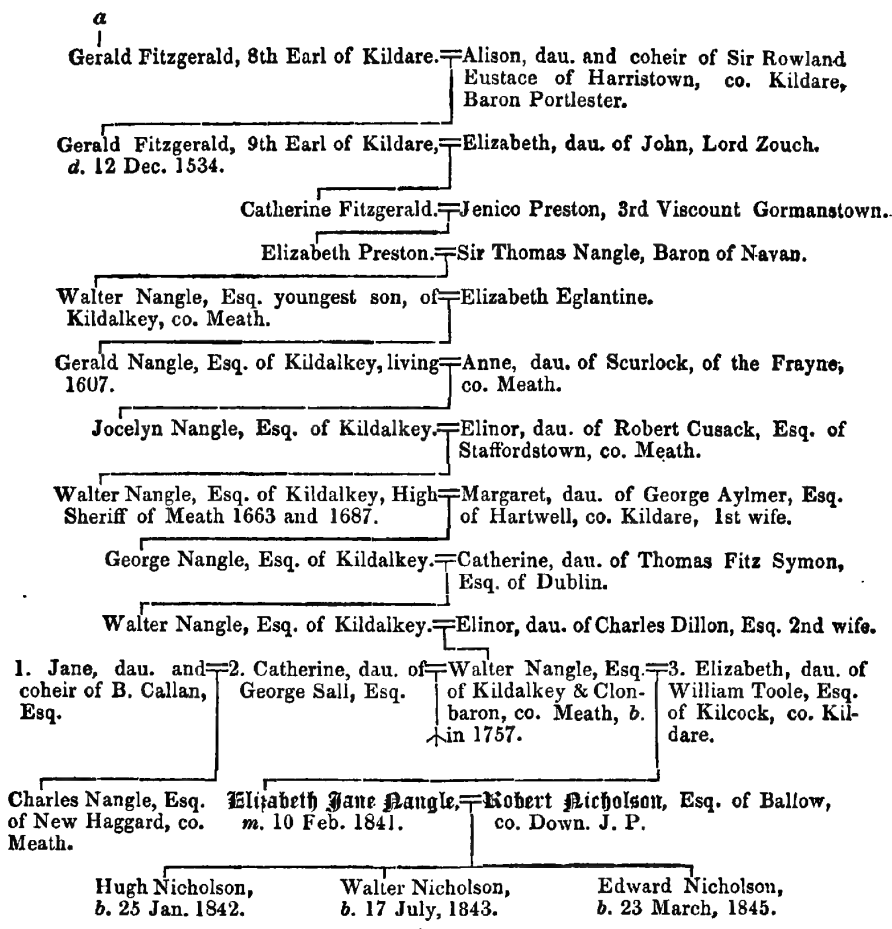 a
Gerald Fitzgerald, 8th Earl of Kildare.
Alison, dau. and coheir of Sir Rowland
Eustace of Harristown, co. Kildare,
Baron Portlester.
Gerald Fitzgerald, 9th Earl of Kildare,
d. 12 Dec. 1534.
Elizabeth, dau. of John, Lord Zouch.
Catherine Fitzgerald.
Jenico Preston, 3rd Viscount Gormanstown.
Elizabeth Preston.
Sir Thomas Nangle, Baron of Navan.
Walter Nangle, Esq. youngest son, of
Kildalkey, co. Meath.
Elizabeth Eglantine.
Gerald Nangle, Esq. of Kildalkey, living
1607.
Anne, dau. of Scurlock, of the Frayne,
co. Meath.
Jocelyn Nangle, Esq. of Kildalkey.
Elinor, dau. of Robert Cusack, Esq. of
Staffordstown, co. Meath.
Walter Nangle, Esq. of Kildalkey, High
Sheriff of Meath 1663 and 1687.
Margaret, dau. of George Aylmer, Esq.
of Hartwell, co. Kildare, 1st wife.
George Nangle, Esq. of Kildalkey.
Catherine, dau. of Thomas Fitz Symon,
Esq. of Dublin.
Walter Nangle, Esq. of Kildalkey.
Elinor, dau. of Charles Dillon, Esq. 2nd wife.
1. Jane, dau. and
coheir of B. Callan,
Esq.
2. Catherine, dau. of
George Sall, Esq.
Walter Nangle, Esq.
of Kildalkey & Clon-
baron, co. Meath, b.
in 1757.
3. Elizabeth, dau. of
William Toole, Esq.
of Kilcock, co. Kil-
dare.
Charles Nangle, Esq.
of New Haggard, co.
Meath.
Elizabeth Jane Nangle,
m. 10 Feb. 1841.
Robert Nicholson, Esq. of Ballow,
co. Down. J. P.
Hugh Nicholson,
b. 25 Jan. 1842.
Walter Nicholson,
b. 17 July, 1843.
Edward Nicholson,
b. 23 March, 1845.